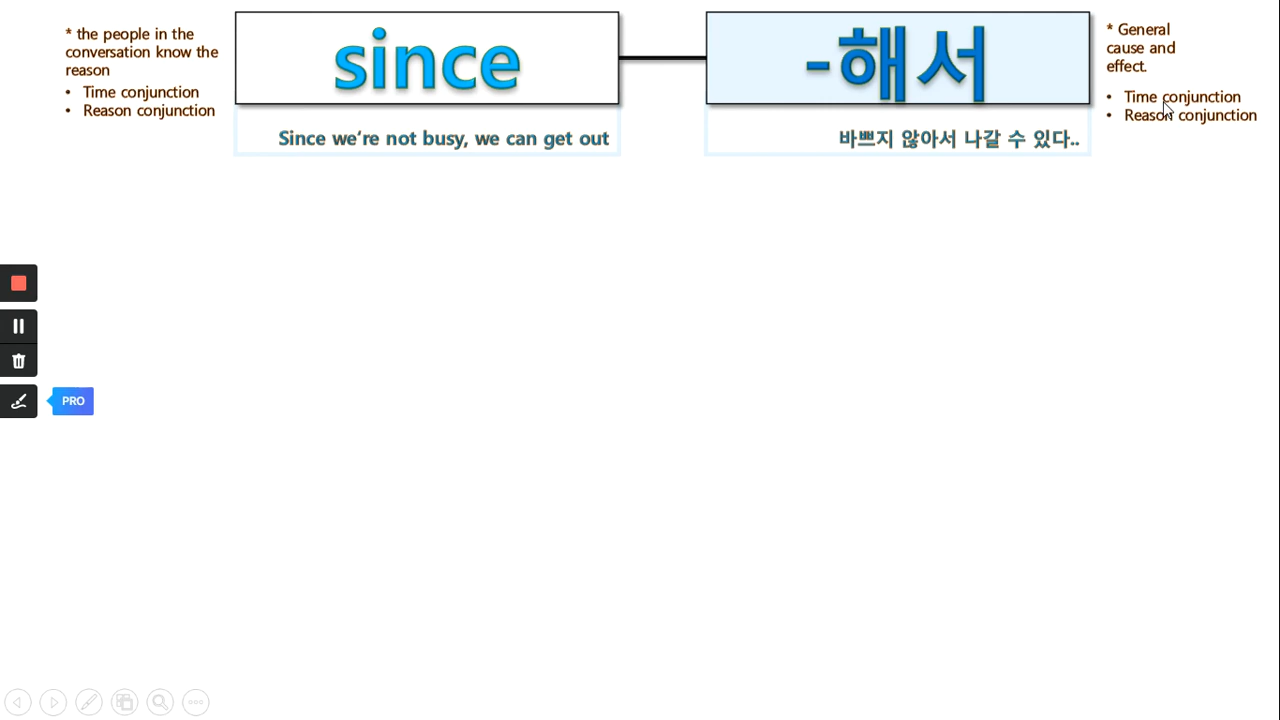 * the people in the
conversation know the
reason
• Time conjunction
• Reason conjunction
since
Since we're not busy, we can get out
-해서
바쁘지 않아서 나갈 수 있다..
* General
cause and
effect.
• Time conjunction
• Reason conjunction
PRO